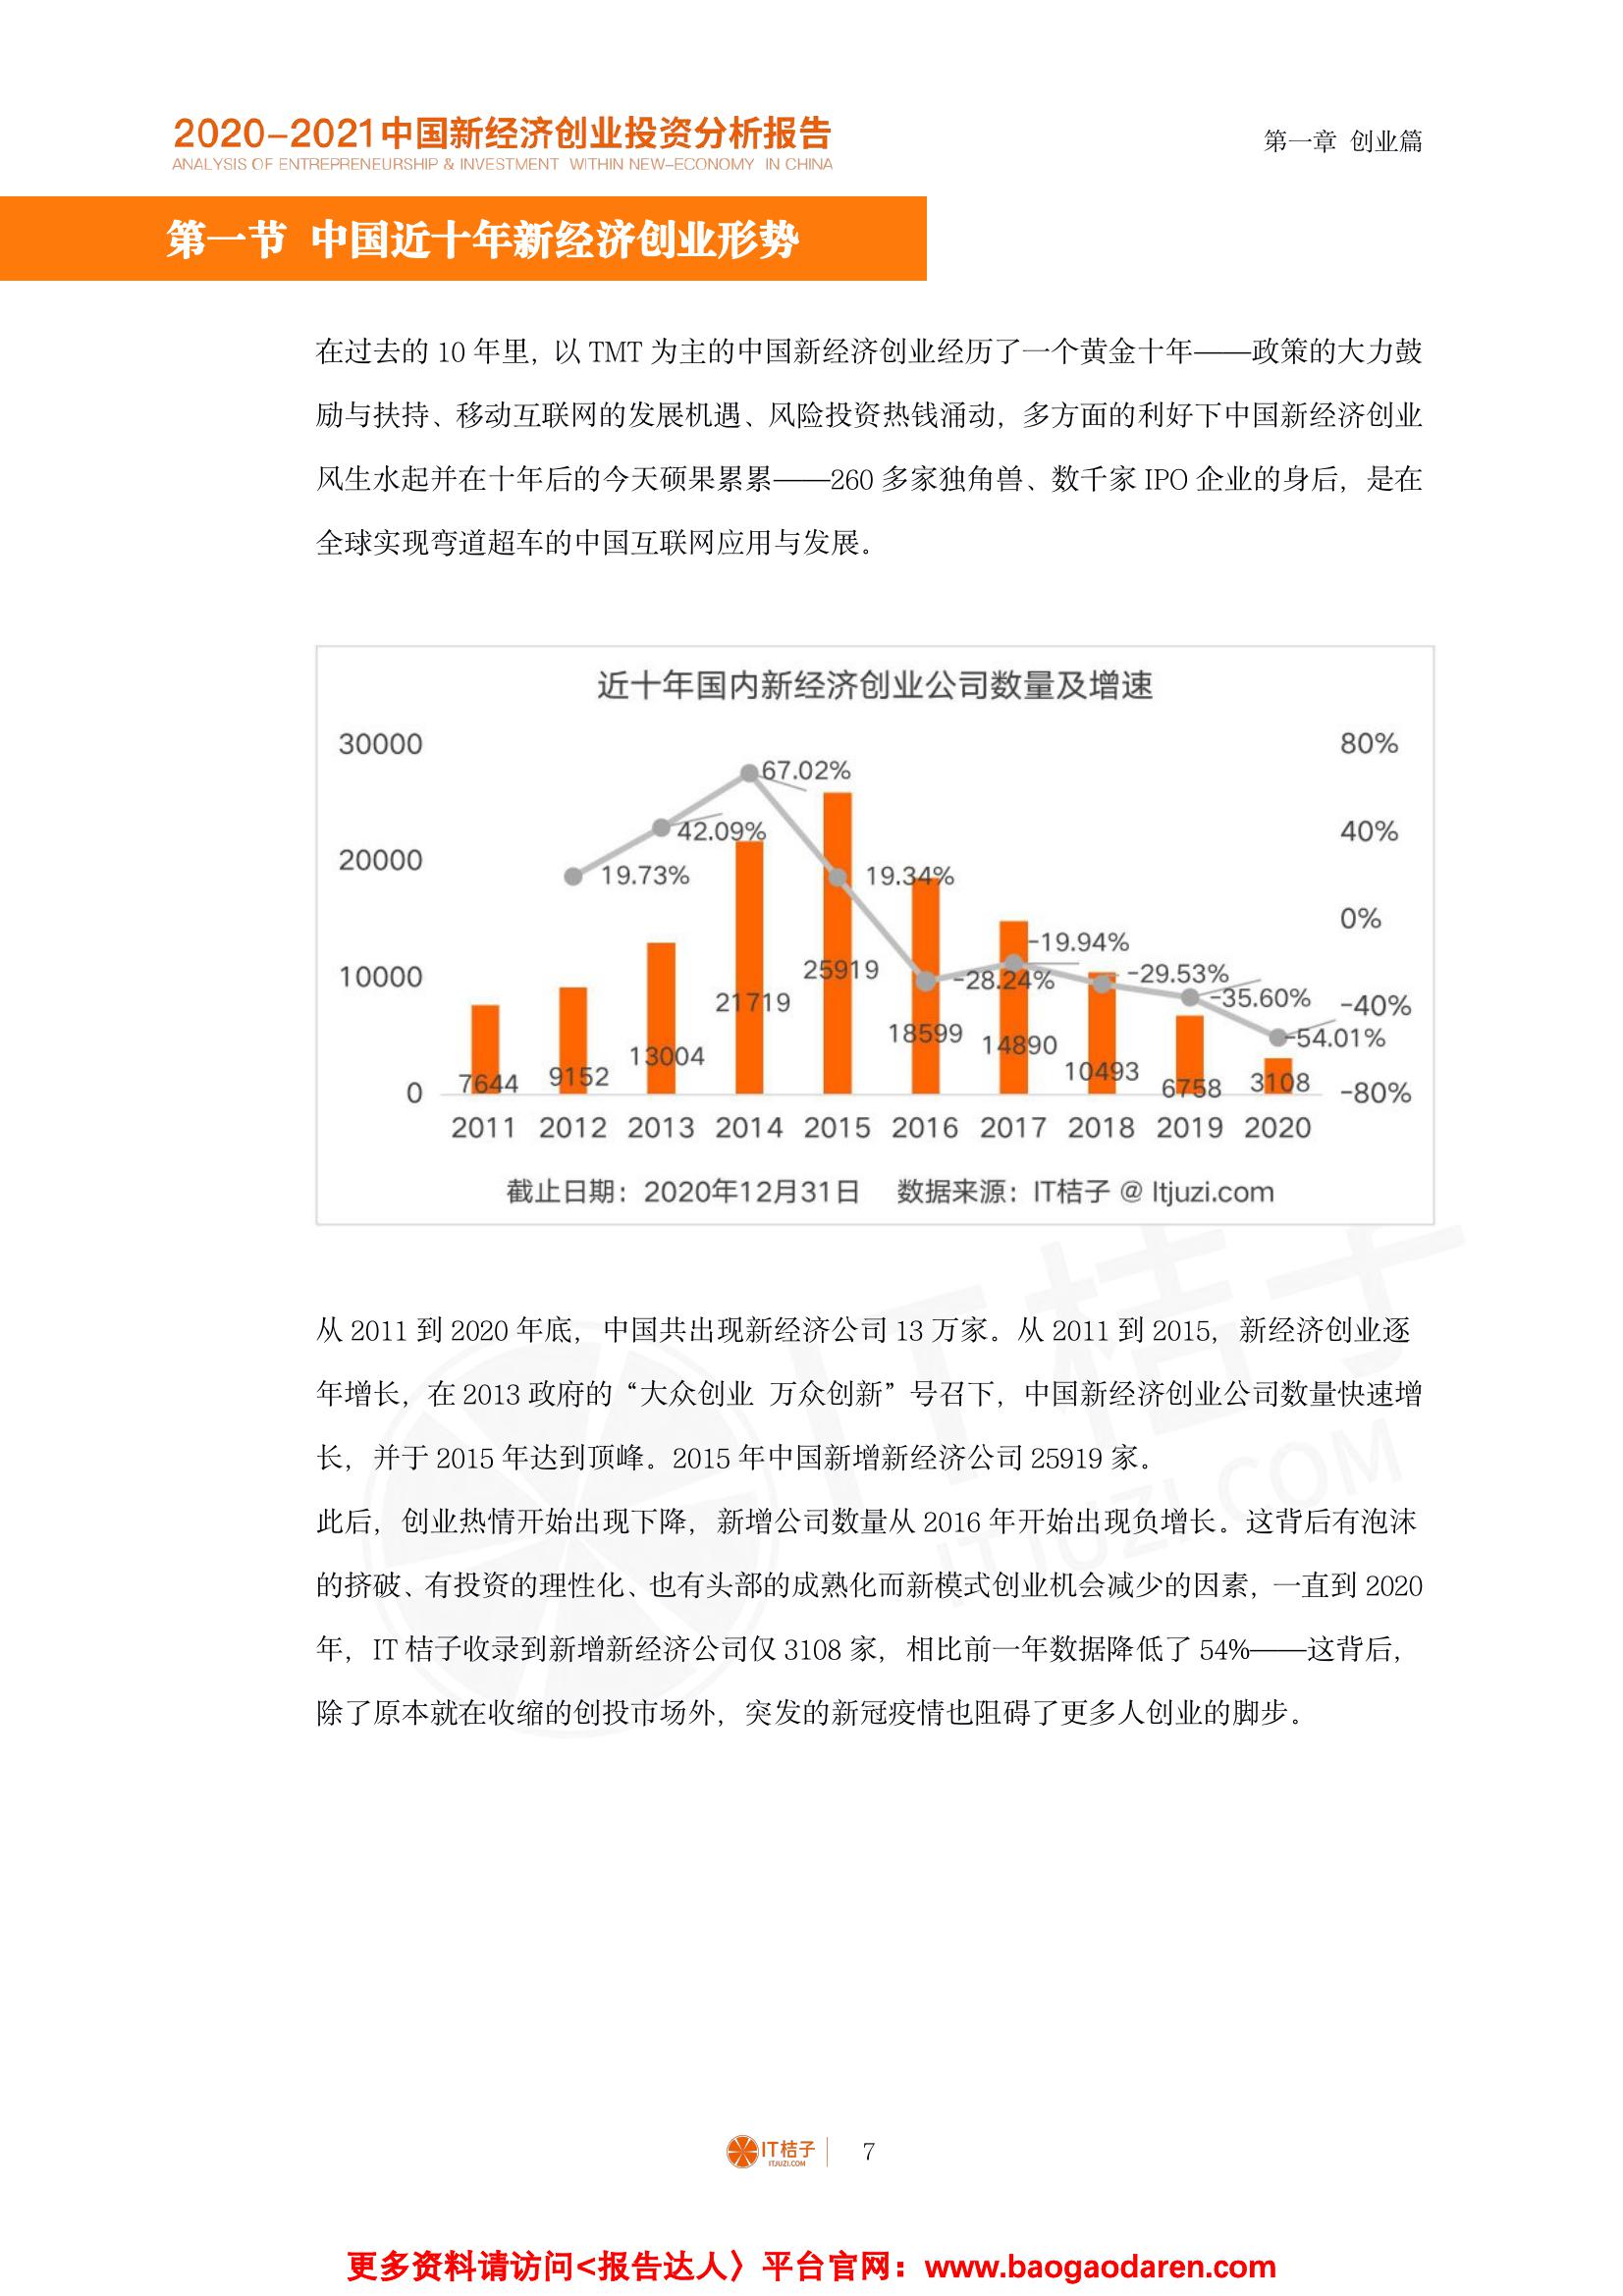 2020-2021中国新经济创业投资分析报告
ANALYSIS OF ENTREPRENEURSHIP & INVESTMENT WITHIN NEW-ECONOMY IN CHINA
第一章 创业篇
第一节 中国近十年新经济创业形势
在过去的 10 年里，以 TMT 为主的中国新经济创业经历了一个黄金十年——政策的大力鼓
励与扶持、移动互联网的发展机遇、风险投资热钱涌动，多方面的利好下中国新经济创业
风生水起并在十年后的今天硕果累累——260 多家独角兽、数千家 IPO 企业的身后，是在
全球实现弯道超车的中国互联网应用与发展。
近十年国内新经济创业公司数量及增速
30000
20000
10000
0
80%
40%
0%
-40%
-80%
19.73%
42.09%
67.02%
19.34%
-28.24%
-19.94%
-29.53%
-35.60%
-54.01%
7644
9152
13004
21719
25919
18599
14890
10493
6758
3108
2011 2012 2013 2014 2015 2016 2017 2018 2019 2020
截止日期：2020年12月31日 数据来源：IT桔子 @ Itjuzi.com
从 2011 到 2020 年底，中国共出现新经济公司 13 万家。从 2011 到 2015，新经济创业逐
年增长，在 2013 政府的“大众创业 万众创新”号召下，中国新经济创业公司数量快速增
长，并于 2015 年达到顶峰。2015 年中国新增新经济公司 25919 家。
此后，创业热情开始出现下降，新增公司数量从 2016 年开始出现负增长。这背后有泡沫
的挤破、有投资的理性化、也有头部的成熟化而新模式创业机会减少的因素，一直到 2020
年，IT 桔子收录到新增新经济公司仅 3108 家，相比前一年数据降低了 54%——这背后，
除了原本就在收缩的创投市场外，突发的新冠疫情也阻碍了更多人创业的脚步。
IT桔子
ITJUZI.COM
IT桔子
ITJUZI.COM
7
更多资料请访问<报告达人〉平台官网：www.baogaodaren.com